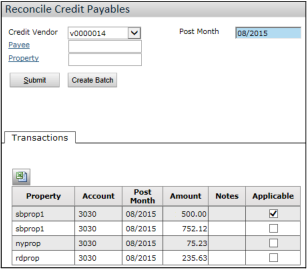 Reconcile Credit Payables
Credit Vendor v0000014 Post Month 08/2015
Payee
Property
Submit Create Batch
Transactions
Property Account Post Month Amount Notes Applicable
sbprop1 3030 08/2015 500.00
sbprop1 3030 08/2015 752.12
nyprop 3030 08/2015 75.23
rdprop 3030 08/2015 235.63